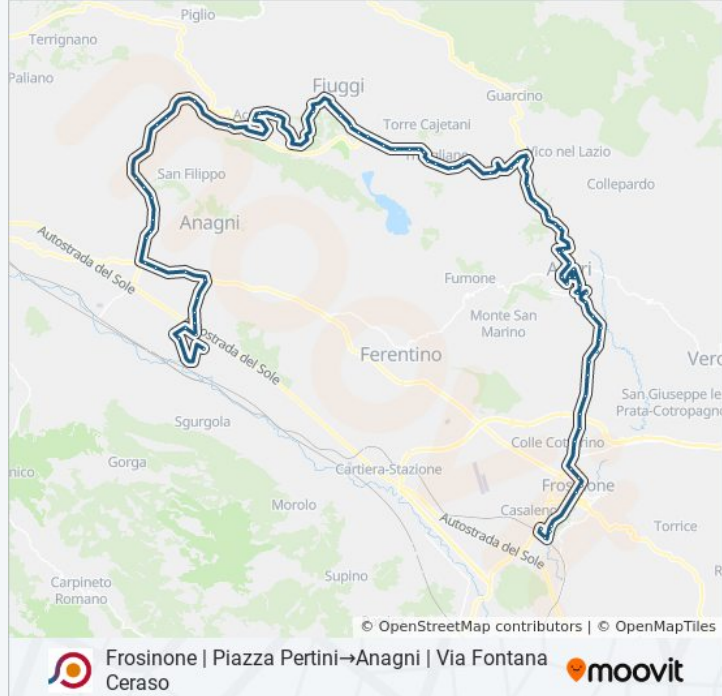 Piglio
Terrignano
Paliano
Fiuggi
Guarcino
Torre Cajetani
Vico nel Lazio
San Filippo
Collepardo
Anagni
Autostrada del Sole
Fumone
Monte San
Marino
Autostrada del Sole
Ferentino
Vero
San Giuseppe le
Prata-Cotropagno
Sgurgola
Colle Cottorino
nico
Gorga
Cartiera-Stazione
Frosinone
Morolo
Casaleno
Autostrada del Sole
Torrice
Supino
Carpineto
Romano
© OpenStreetMap contributors | © OpenMapTiles
Frosinone | Piazza Pertini→Anagni | Via Fontana
Ceraso
moovit